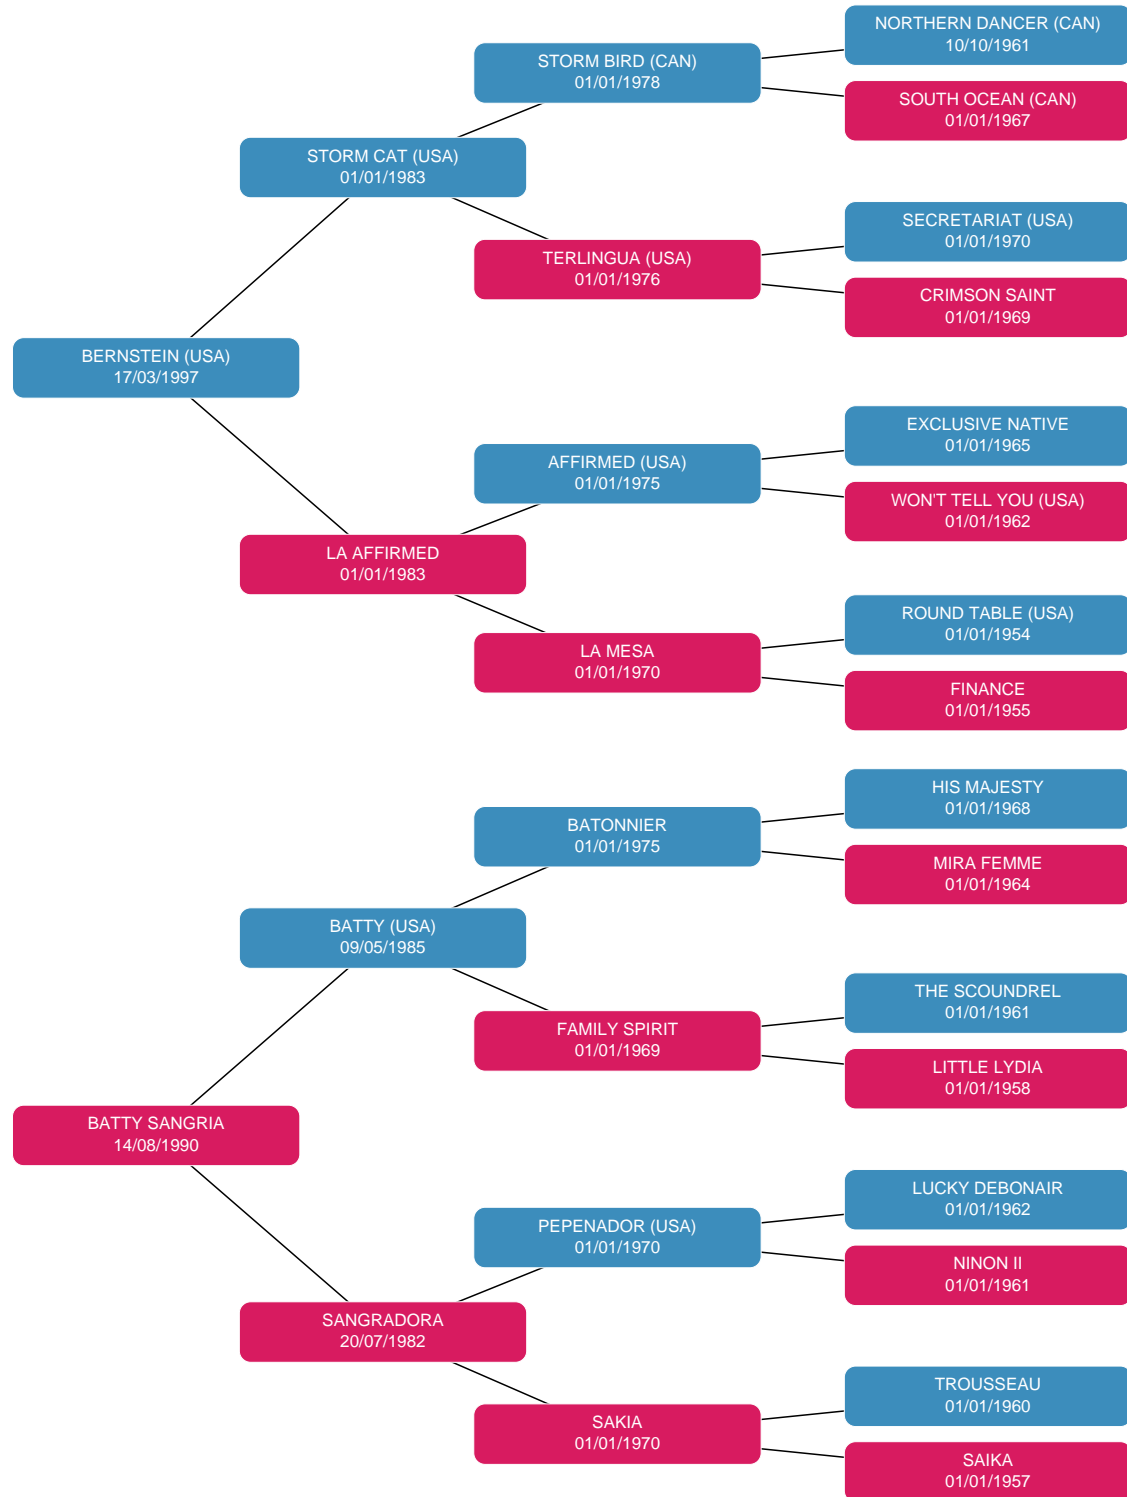 NORTHERN DANCER (CAN)
10/10/1961
STORM BIRD (CAN)
01/01/1978
SOUTH OCEAN (CAN)
01/01/1967
STORM CAT (USA)
01/01/1983
SECRETARIAT (USA)
01/01/1970
TERLINGUA (USA)
01/01/1976
CRIMSON SAINT
01/01/1969
BERNSTEIN (USA)
17/03/1997
EXCLUSIVE NATIVE
01/01/1965
AFFIRMED (USA)
01/01/1975
WON'T TELL YOU (USA)
01/01/1962
LA AFFIRMED
01/01/1983
ROUND TABLE (USA)
01/01/1954
LA MESA
01/01/1970
FINANCE
01/01/1955
HIS MAJESTY
01/01/1968
BATONNIER
01/01/1975
MIRA FEMME
01/01/1964
BATTY (USA)
09/05/1985
THE SCOUNDREL
01/01/1961
FAMILY SPIRIT
01/01/1969
LITTLE LYDIA
01/01/1958
BATTY SANGRIA
14/08/1990
LUCKY DEBONAIR
01/01/1962
PEPENADOR (USA)
01/01/1970
NINON II
01/01/1961
SANGRADORA
20/07/1982
TROUSSEAU
01/01/1960
SAKIA
01/01/1970
SAIKA
01/01/1957